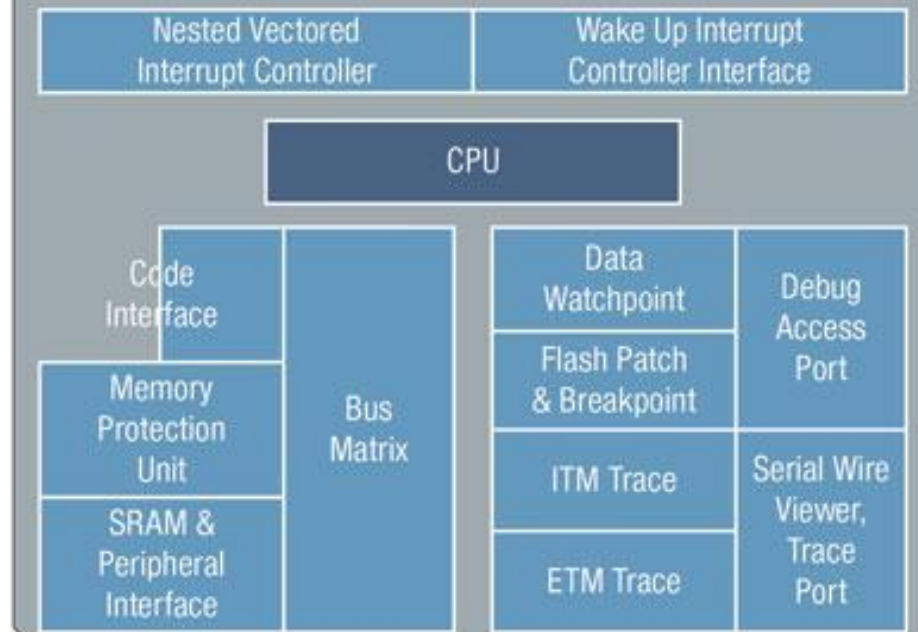 Nested Vectored
Interrupt Controller
Wake Up Interrupt
Controller Interface
CPU
Code
Interface
Memory
Protection
Unit
SRAM &
Peripheral
Interface
Bus
Matrix
Data
Watchpoint
Flash Patch
& Breakpoint
ITM Trace
ETM Trace
Debug
Access
Port
Serial Wire
Viewer,
Trace
Port